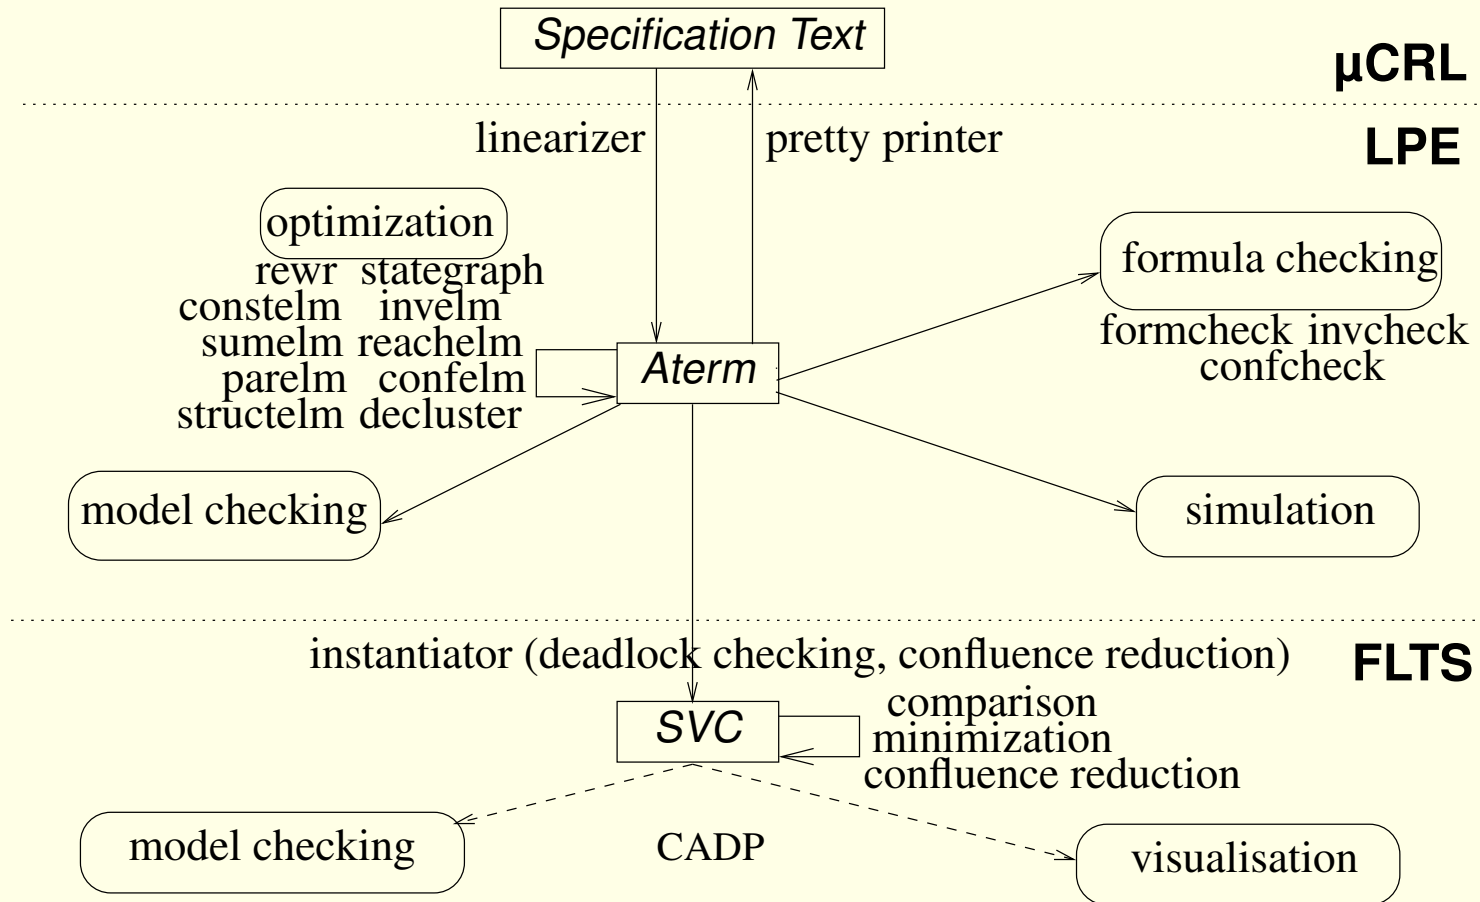 Specification Text
µCRL
linearizer
pretty printer
LPE
optimization
rewr stategraph
constelm invelm
sumelm reachelm
parelm confelm
structelm decluster
Aterm
formula checking
formcheck invcheck
confcheck
model checking
simulation
instantiator (deadlock checking, confluence reduction)
FLTS
SVC
comparison
minimization
confluence reduction
model checking
CADP
visualisation